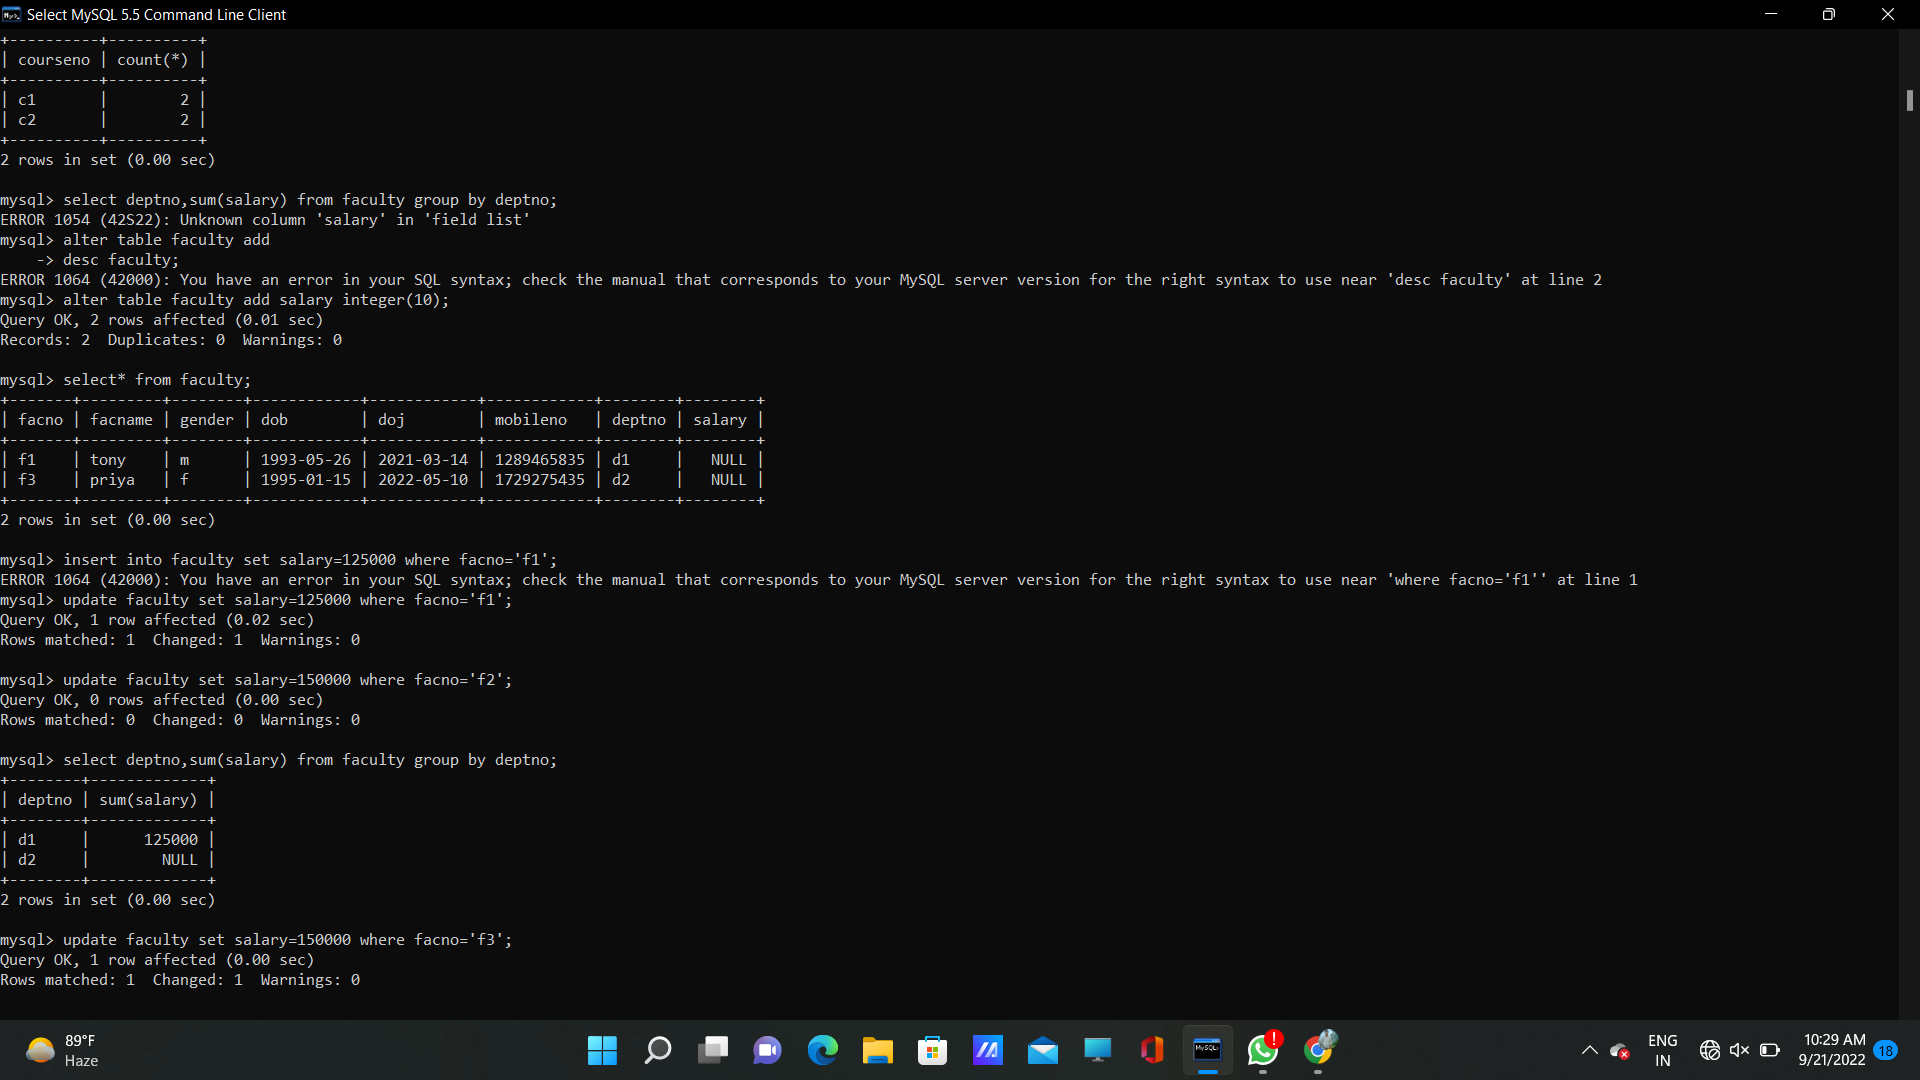 Select MySQL 5.5 Command Line Client
+----------+----------+
| courseno | count(*) |
+----------+----------+
| c1       |        2 |
| c2       |        2 |
+----------+----------+
2 rows in set (0.00 sec)
mysql> select deptno,sum(salary) from faculty group by deptno;
ERROR 1054 (42S22): Unknown column 'salary' in 'field list'
mysql> alter table faculty add
    -> desc faculty;
ERROR 1064 (42000): You have an error in your SQL syntax; check the manual that corresponds to your MySQL server version for the right syntax to use near 'desc faculty' at line 2
mysql> alter table faculty add salary integer(10);
Query OK, 2 rows affected (0.01 sec)
Records: 2  Duplicates: 0  Warnings: 0
mysql> select* from faculty;
+-------+---------+--------+------------+------------+------------+--------+--------+
| facno | facname | gender | dob        | doj        | mobileno   | deptno | salary |
+-------+---------+--------+------------+------------+------------+--------+--------+
| f1    | tony    | m      | 1993-05-26 | 2021-03-14 | 1289465835 | d1     |   NULL |
| f3    | priya   | f      | 1995-01-15 | 2022-05-10 | 1729275435 | d2     |   NULL |
+-------+---------+--------+------------+------------+------------+--------+--------+
2 rows in set (0.00 sec)
mysql> insert into faculty set salary=125000 where facno='f1';
ERROR 1064 (42000): You have an error in your SQL syntax; check the manual that corresponds to your MySQL server version for the right syntax to use near 'where facno='f1'' at line 1
mysql> update faculty set salary=125000 where facno='f1';
Query OK, 1 row affected (0.02 sec)
Rows matched: 1  Changed: 1  Warnings: 0
mysql> update faculty set salary=150000 where facno='f2';
Query OK, 0 rows affected (0.00 sec)
Rows matched: 0  Changed: 0  Warnings: 0
mysql> select deptno,sum(salary) from faculty group by deptno;
+--------+-------------+
| deptno | sum(salary) |
+--------+-------------+
| d1     |      125000 |
| d2     |        NULL |
+--------+-------------+
2 rows in set (0.00 sec)
mysql> update faculty set salary=150000 where facno='f3';
Query OK, 1 row affected (0.00 sec)
Rows matched: 1  Changed: 1  Warnings: 0
89°F
Haze
ENG
IN
10:29 AM
9/21/2022
18